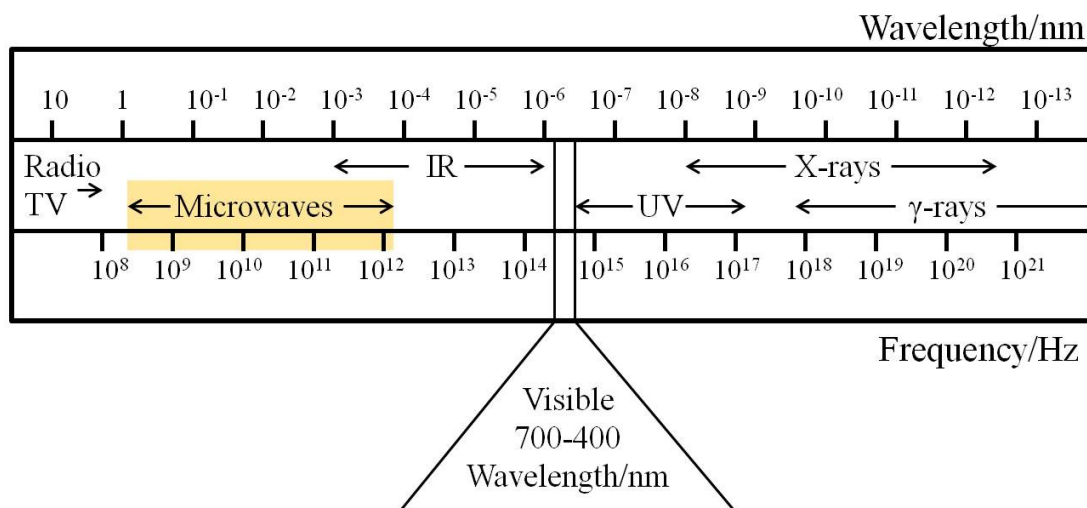 Wavelength/nm
10 1 10⁻¹ 10⁻² 10⁻³ 10⁻⁴ 10⁻⁵ 10⁻⁶ 10⁻⁷ 10⁻⁸ 10⁻⁹ 10⁻¹⁰ 10⁻¹¹ 10⁻¹² 10⁻¹³
Radio IR X-rays
TV Microwaves UV γ-rays
10⁸ 10⁹ 10¹⁰ 10¹¹ 10¹² 10¹³ 10¹⁴ 10¹⁵ 10¹⁶ 10¹⁷ 10¹⁸ 10¹⁹ 10²⁰ 10²¹
Frequency/Hz
Visible
700-400
Wavelength/nm